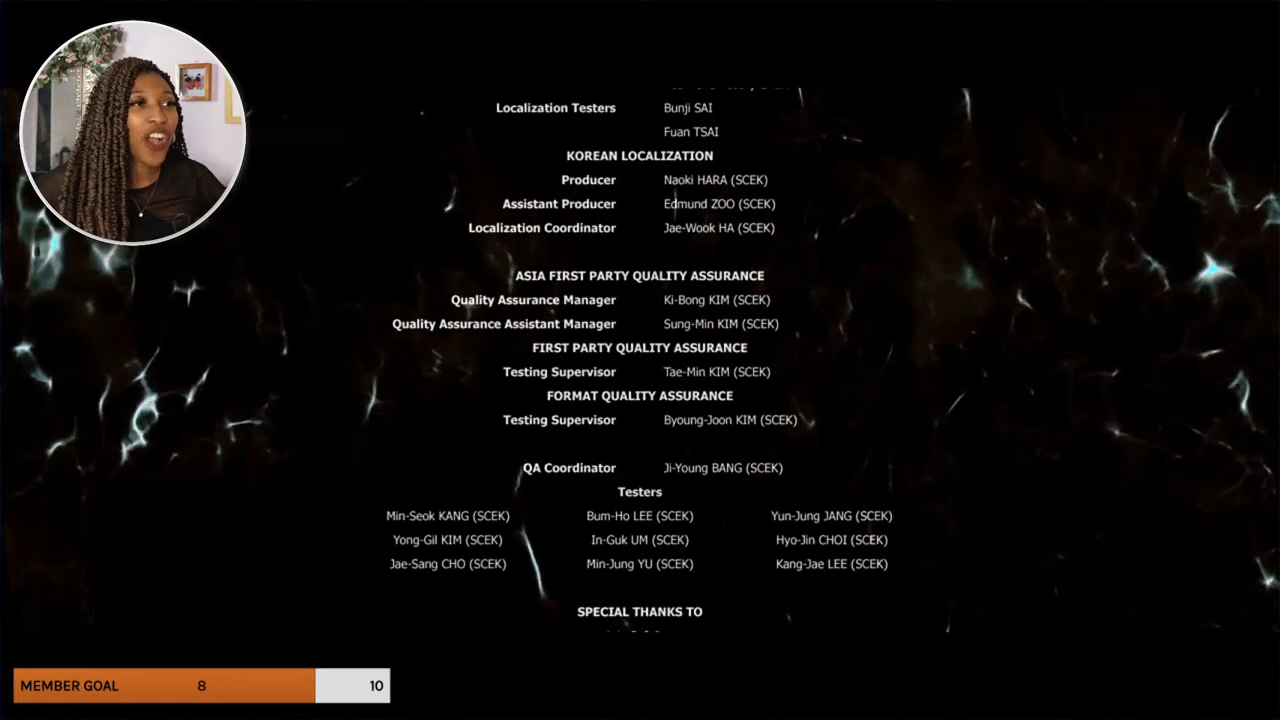 Localization Testers Bunji SAI
Fuan TSAI
KOREAN LOCALIZATION
Producer Naoki HARA (SCEK)
Assistant Producer Edmund ZOO (SCEK)
Localization Coordinator Jae-Wook HA (SCEK)
ASIA FIRST PARTY QUALITY ASSURANCE
Quality Assurance Manager Ki-Bong KIM (SCEK)
Quality Assurance Assistant Manager Sung-Min KIM (SCEK)
FIRST PARTY QUALITY ASSURANCE
Testing Supervisor Tae-Min KIM (SCEK)
FORMAT QUALITY ASSURANCE
Testing Supervisor Byoung-Joon KIM (SCEK)
QA Coordinator Ji-Young BANG (SCEK)
Testers
Min-Seok KANG (SCEK) Bum-Ho LEE (SCEK) Yun-Jung JANG (SCEK)
Yong-Gil KIM (SCEK) In-Guk UM (SCEK) Hyo-Jin CHOI (SCEK)
Jae-Sang CHO (SCEK) Min-Jung YU (SCEK) Kang-Jae LEE (SCEK)
SPECIAL THANKS TO
MEMBER GOAL 8 10